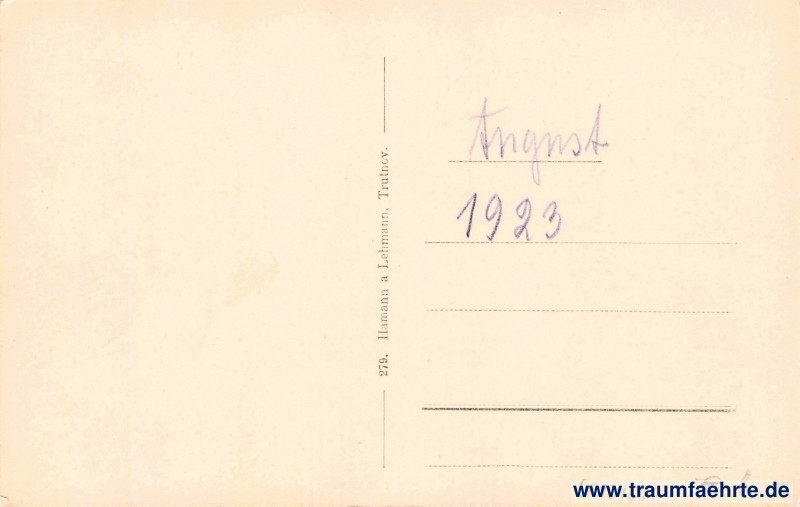 279. Hamann a Lehmann, Trutnov.
August
1923
www.traumfaehrte.de